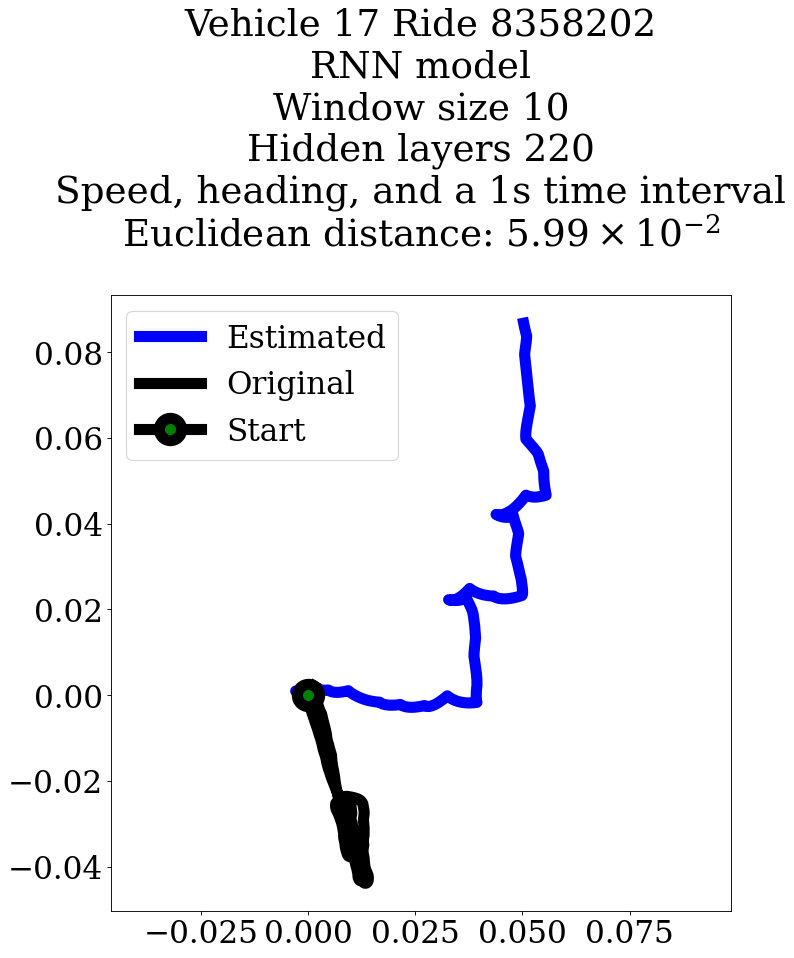 Vehicle 17 Ride 8358202
RNN model
Window size 10
Hidden layers 220
Speed, heading, and a 1s time interval
Euclidean distance: 5.99 × 10⁻²
Estimated
Original
Start
0.08
0.06
0.04
0.02
0.00
−0.02
−0.04
−0.025 0.000 0.025 0.050 0.075